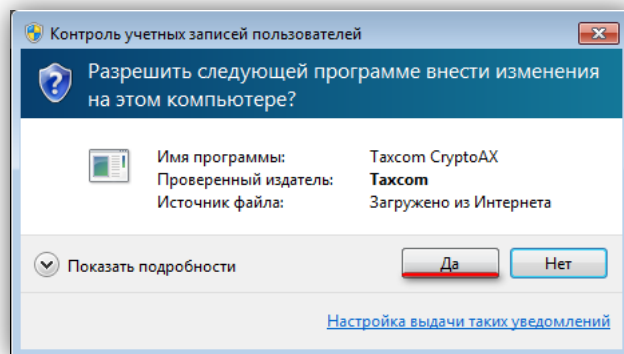 Контроль учетных записей пользователей
Разрешить следующей программе внести изменения
на этом компьютере?
Имя программы: Taxcom CryptoAX
Проверенный издатель: Taxcom
Источник файла: Загружено из Интернета
Показать подробности
Да
Нет
Настройка выдачи таких уведомлений